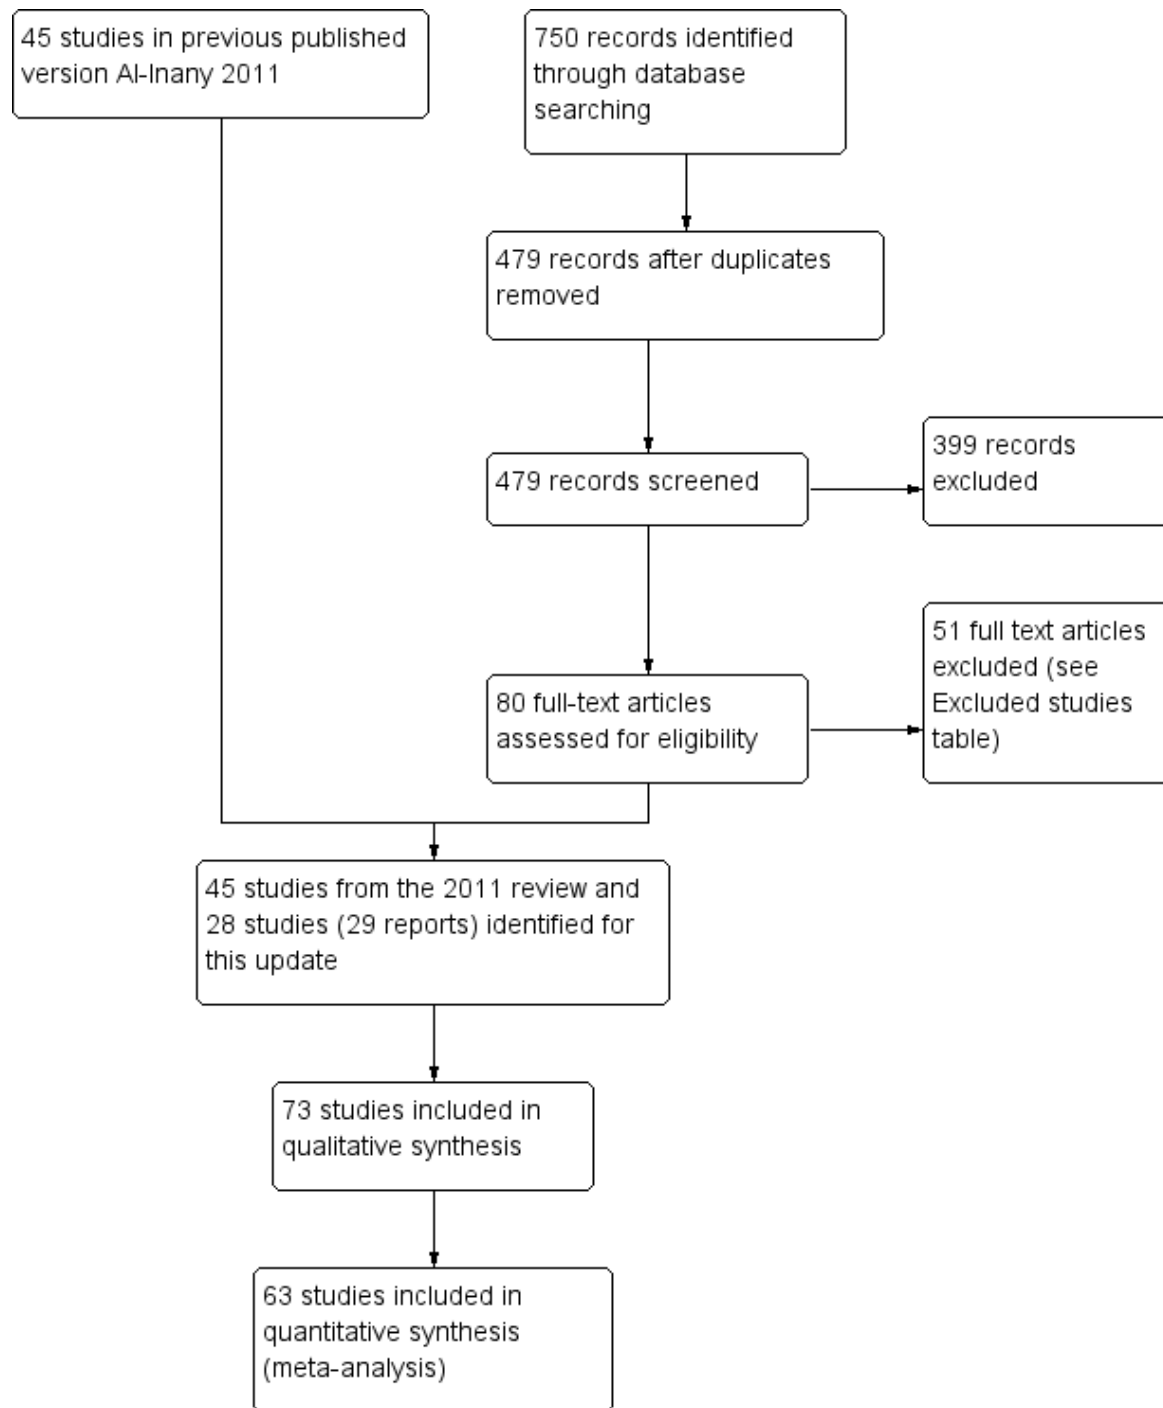 45 studies in previous published
version Al-Inany 2011
750 records identified
through database
searching
479 records after duplicates
removed
479 records screened
399 records
excluded
80 full-text articles
assessed for eligibility
51 full text articles
excluded (see
Excluded studies
table)
45 studies from the 2011 review and
28 studies (29 reports) identified for
this update
73 studies included in
qualitative synthesis
63 studies included in
quantitative synthesis
(meta-analysis)